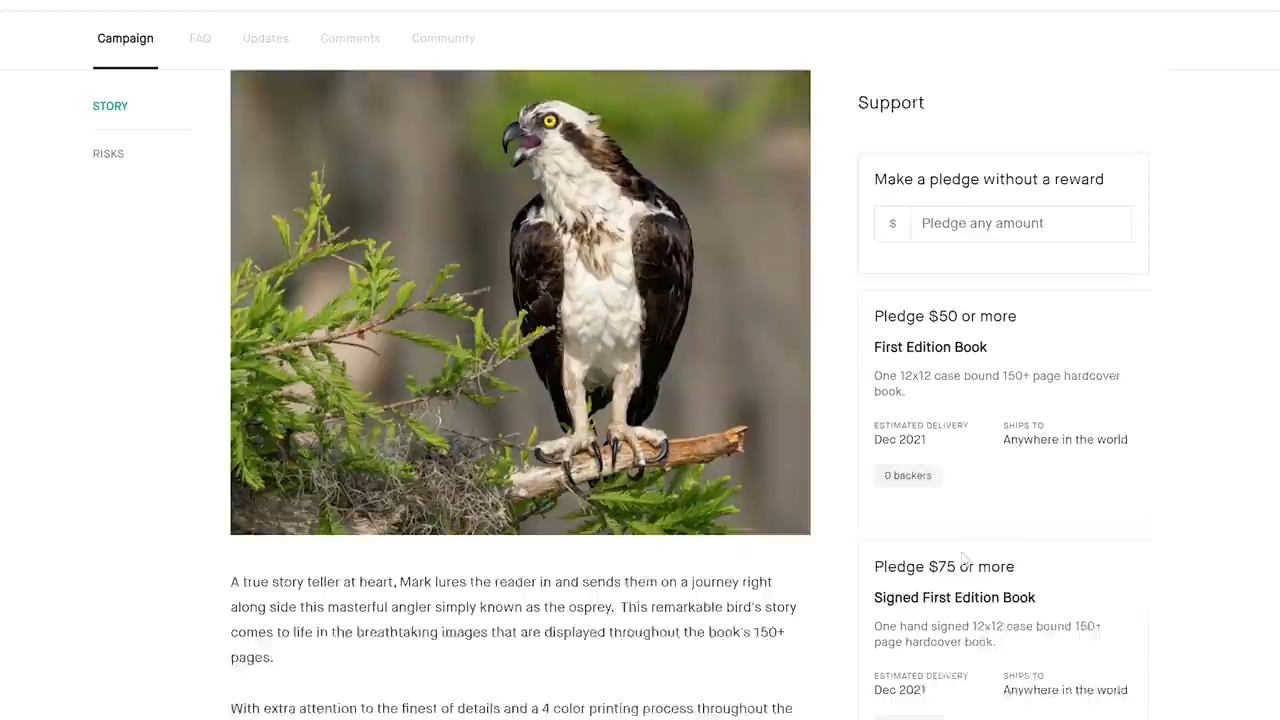 Campaign FAQ Updates Comments Community
STORY
RISKS
A true story teller at heart, Mark lures the reader in and sends them on a journey right
along side this masterful angler simply known as the osprey. This remarkable bird's story
comes to life in the breathtaking images that are displayed throughout the book's 150+
pages.
With extra attention to the finest of details and a 4 color printing process throughout the
Support
Make a pledge without a reward
$ Pledge any amount
Pledge $50 or more
First Edition Book
One 12x12 case bound 150+ page hardcover
book.
ESTIMATED DELIVERY SHIPS TO
Dec 2021 Anywhere in the world
0 backers
Pledge $75 or more
Signed First Edition Book
One hand signed 12x12 case bound 150+
page hardcover book.
ESTIMATED DELIVERY SHIPS TO
Dec 2021 Anywhere in the world